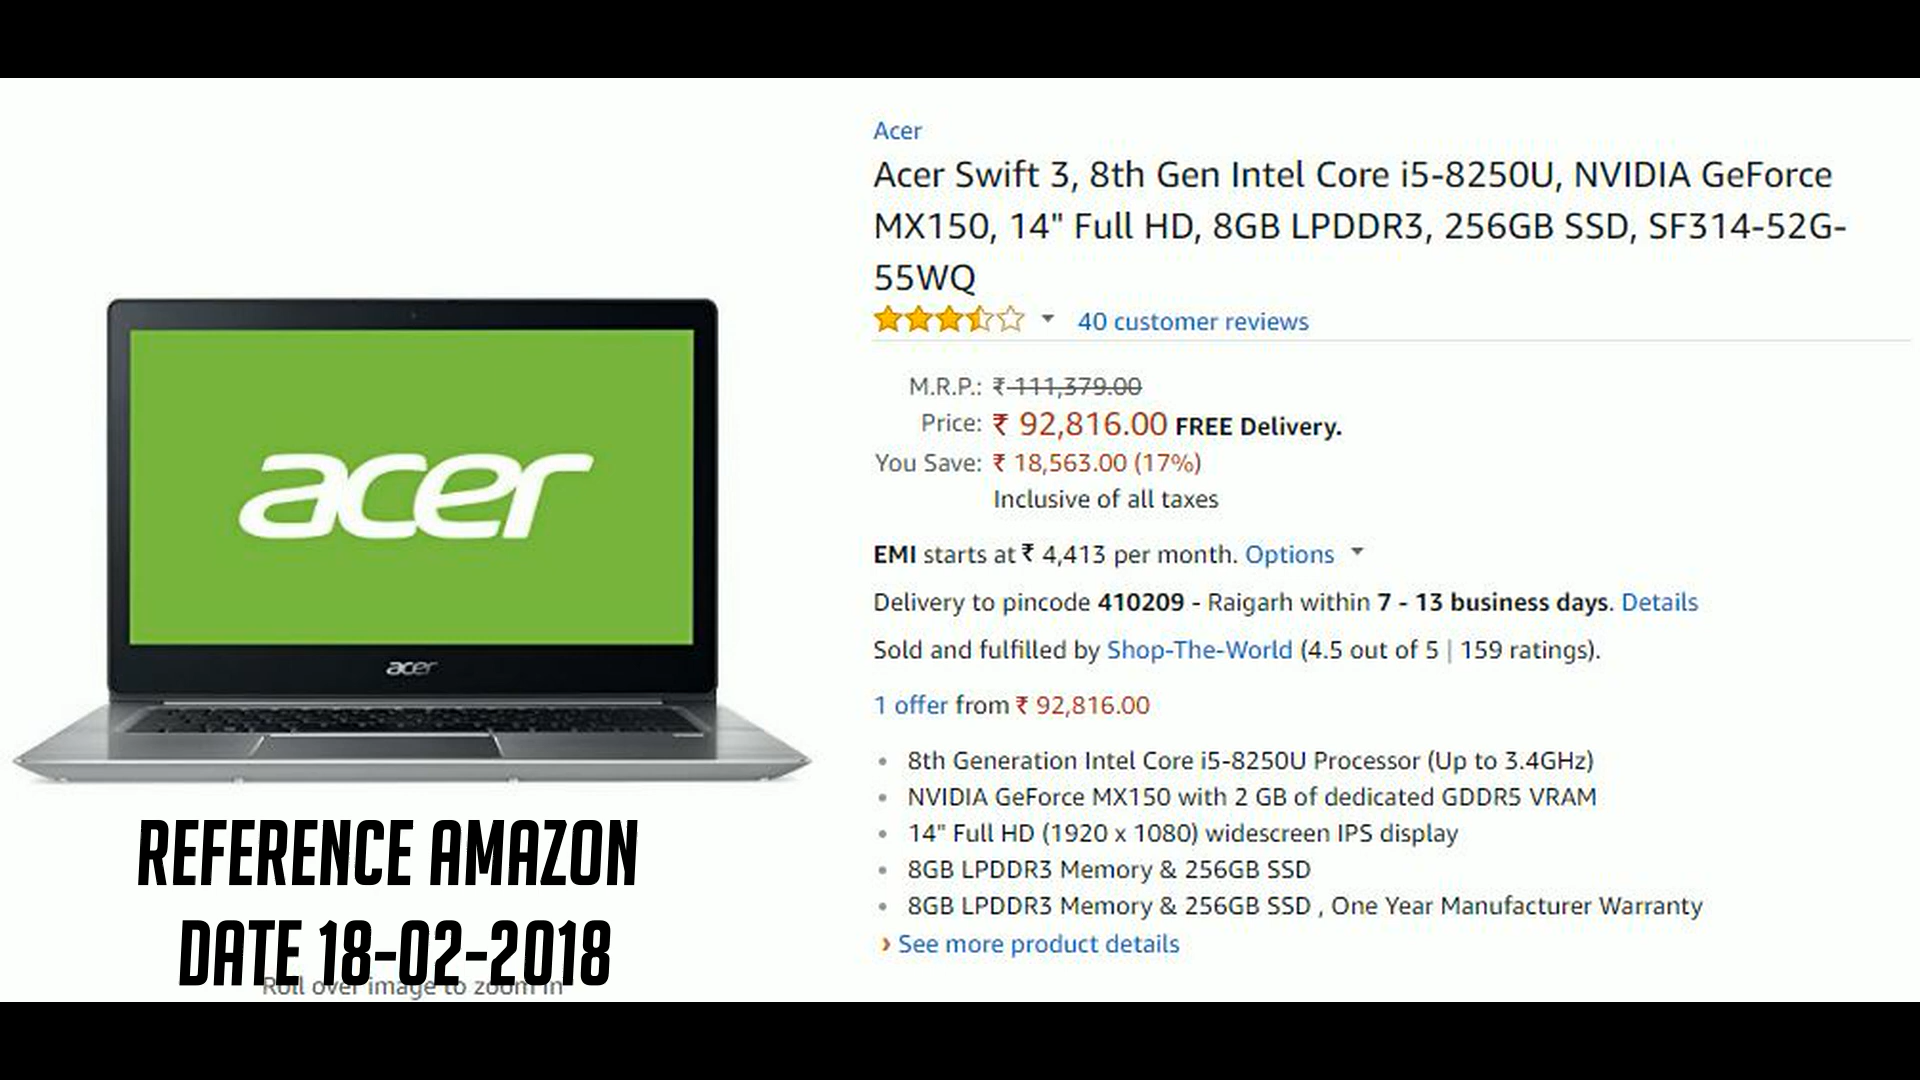 acer
acer
REFERENCE AMAZON
DATE 18-02-2018
Roll over image to zoom in
Acer
Acer Swift 3, 8th Gen Intel Core i5-8250U, NVIDIA GeForce
MX150, 14" Full HD, 8GB LPDDR3, 256GB SSD, SF314-52G-
55WQ
40 customer reviews
M.R.P.: ₹ 111,379.00
Price: ₹ 92,816.00 FREE Delivery.
You Save: ₹ 18,563.00 (17%)
Inclusive of all taxes
EMI starts at ₹ 4,413 per month. Options
Delivery to pincode 410209 - Raigarh within 7 - 13 business days. Details
Sold and fulfilled by Shop-The-World (4.5 out of 5 | 159 ratings).
1 offer from ₹ 92,816.00
• 8th Generation Intel Core i5-8250U Processor (Up to 3.4GHz)
• NVIDIA GeForce MX150 with 2 GB of dedicated GDDR5 VRAM
• 14" Full HD (1920 x 1080) widescreen IPS display
• 8GB LPDDR3 Memory & 256GB SSD
• 8GB LPDDR3 Memory & 256GB SSD , One Year Manufacturer Warranty
› See more product details